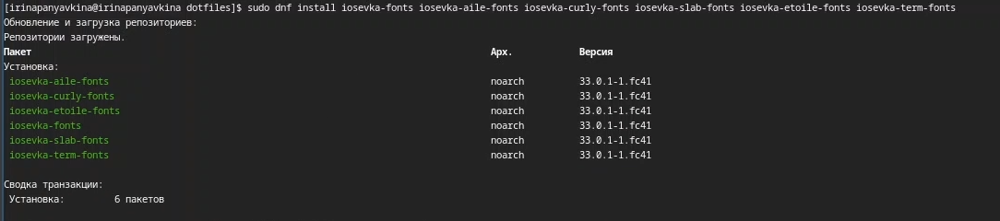 [irinapanyavkina@irinapanyavkina dotfiles]$ sudo dnf install iosevka-fonts iosevka-aile-fonts iosevka-curly-fonts iosevka-slab-fonts iosevka-etoile-fonts iosevka-term-fonts
Обновление и загрузка репозиториев:
Репозитории загружены.
Пакет Арх. Версия
Установка:
iosevka-aile-fonts noarch 33.0.1-1.fc41
iosevka-curly-fonts noarch 33.0.1-1.fc41
iosevka-etoile-fonts noarch 33.0.1-1.fc41
iosevka-fonts noarch 33.0.1-1.fc41
iosevka-slab-fonts noarch 33.0.1-1.fc41
iosevka-term-fonts noarch 33.0.1-1.fc41
Сводка транзакции:
Установка: 6 пакетов